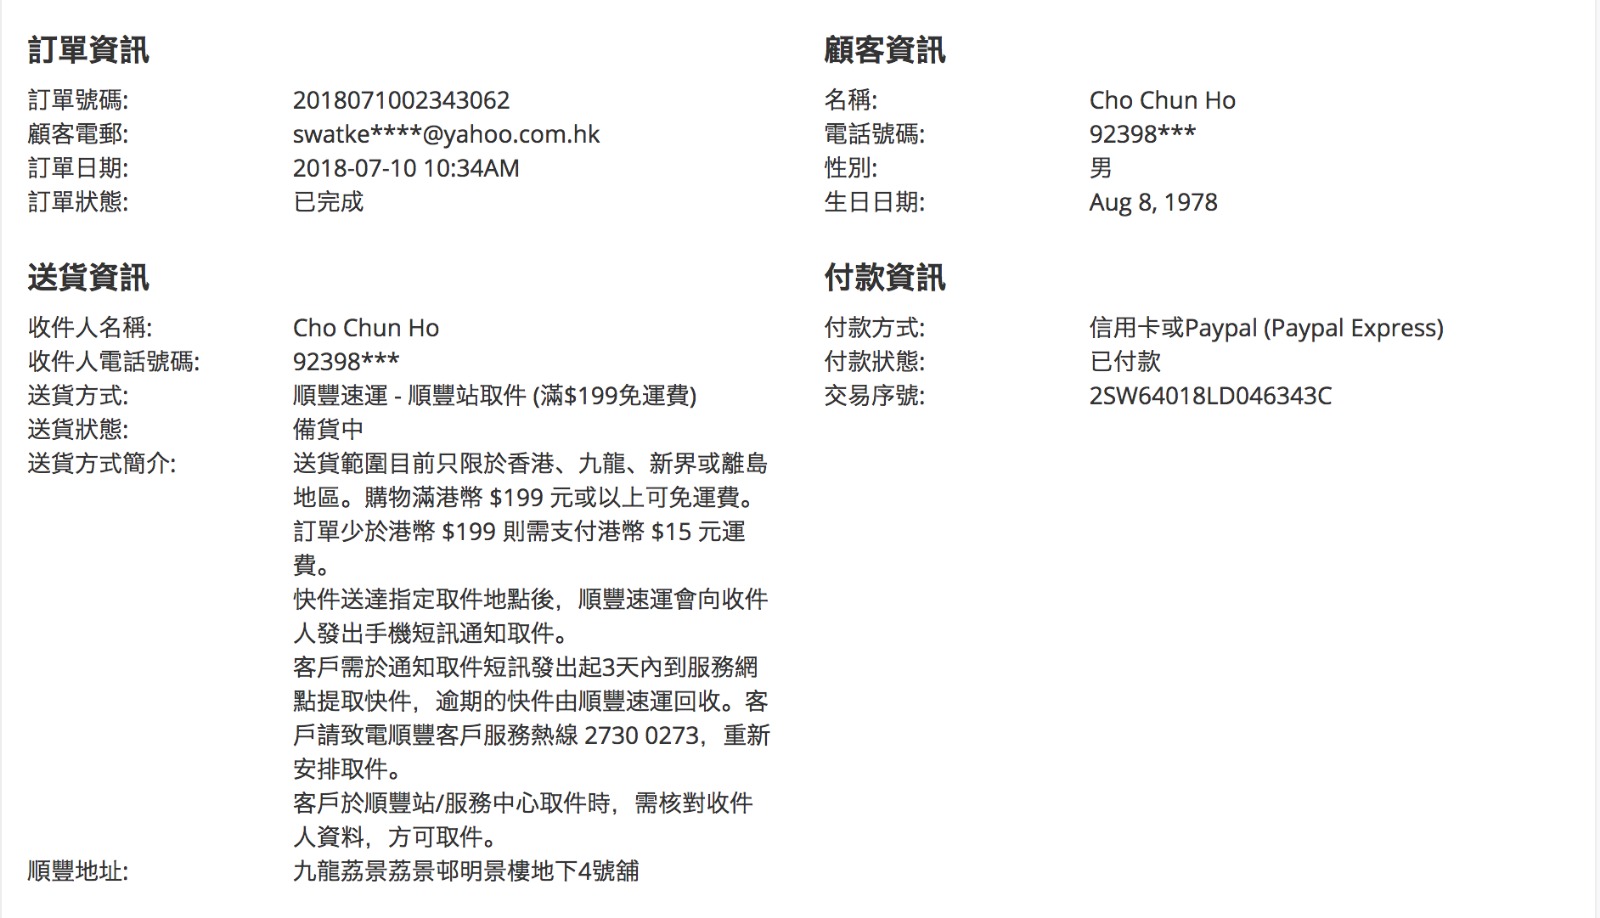 訂單資訊
訂單號碼: 2018071002343062
顧客電郵: swatke****@yahoo.com.hk
訂單日期: 2018-07-10 10:34AM
訂單狀態: 已完成
顧客資訊
名稱: Cho Chun Ho
電話號碼: 92398***
性別: 男
生日日期: Aug 8, 1978
送貨資訊
收件人名稱: Cho Chun Ho
收件人電話號碼: 92398***
送貨方式: 順豐速運 - 順豐站取件 (滿$199免運費)
送貨狀態: 備貨中
送貨方式簡介: 送貨範圍目前只限於香港、九龍、新界或離島
地區。購物滿港幣 $199 元或以上可免運費。
訂單少於港幣 $199 則需支付港幣 $15 元運
費。
快件送達指定取件地點後，順豐速運會向收件
人發出手機短訊通知取件。
客戶需於通知取件短訊發出起3天內到服務網
點提取快件，逾期的快件由順豐速運回收。客
戶請致電順豐客戶服務熱線 2730 0273，重新
安排取件。
客戶於順豐站/服務中心取件時，需核對收件
人資料，方可取件。
順豐地址: 九龍荔景荔景邨明景樓地下4號舖
付款資訊
付款方式: 信用卡或Paypal (Paypal Express)
付款狀態: 已付款
交易序號: 2SW64018LD046343C